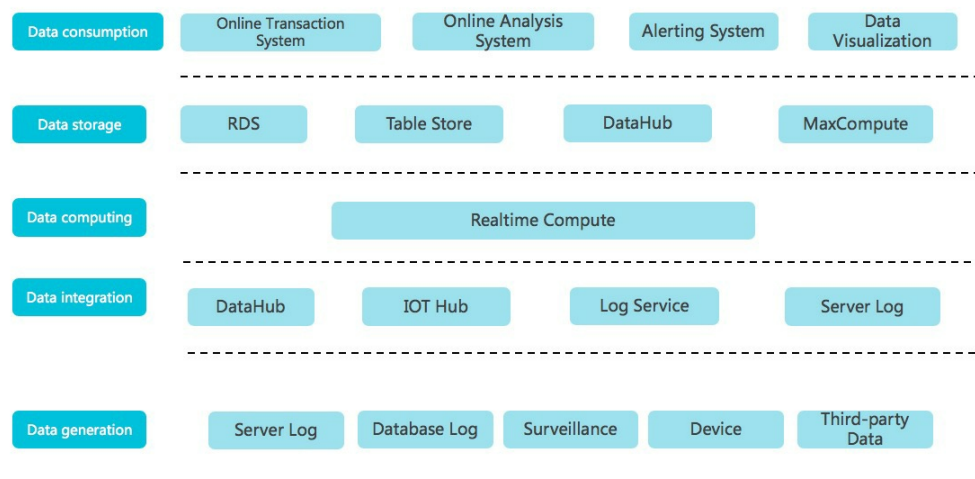 Data consumption
Online Transaction
System
Online Analysis
System
Alerting System
Data
Visualization
Data storage
RDS
Table Store
DataHub
MaxCompute
Data computing
Realtime Compute
Data integration
DataHub
IOT Hub
Log Service
Server Log
Data generation
Server Log
Database Log
Surveillance
Device
Third-party
Data